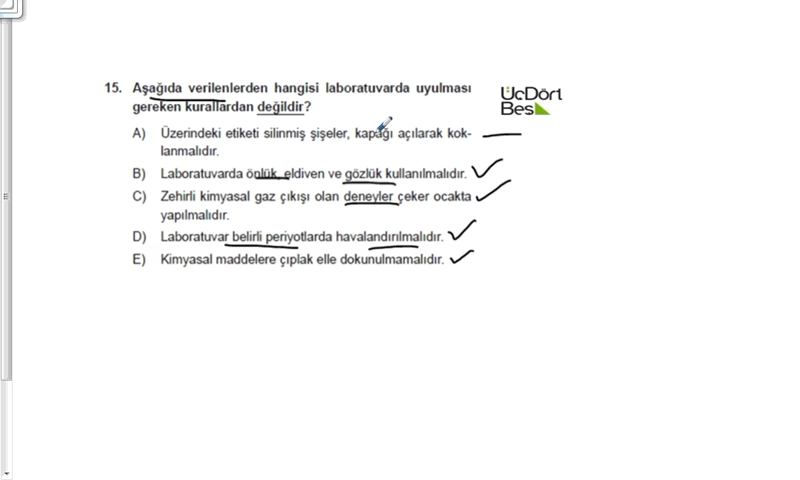 15. Aşağıda verilenlerden hangisi laboratuvarda uyulması
gereken kurallardan değildir?
ÜçDört
Beş
A) Üzerindeki etiketi silinmiş şişeler, kapağı açılarak kok-
lanmalıdır.
B) Laboratuvarda önlük, eldiven ve gözlük kullanılmalıdır.
C) Zehirli kimyasal gaz çıkışı olan deneyler çeker ocakta
yapılmalıdır.
D) Laboratuvar belirli periyotlarda havalandırılmalıdır.
E) Kimyasal maddelere çıplak elle dokunulmamalıdır.